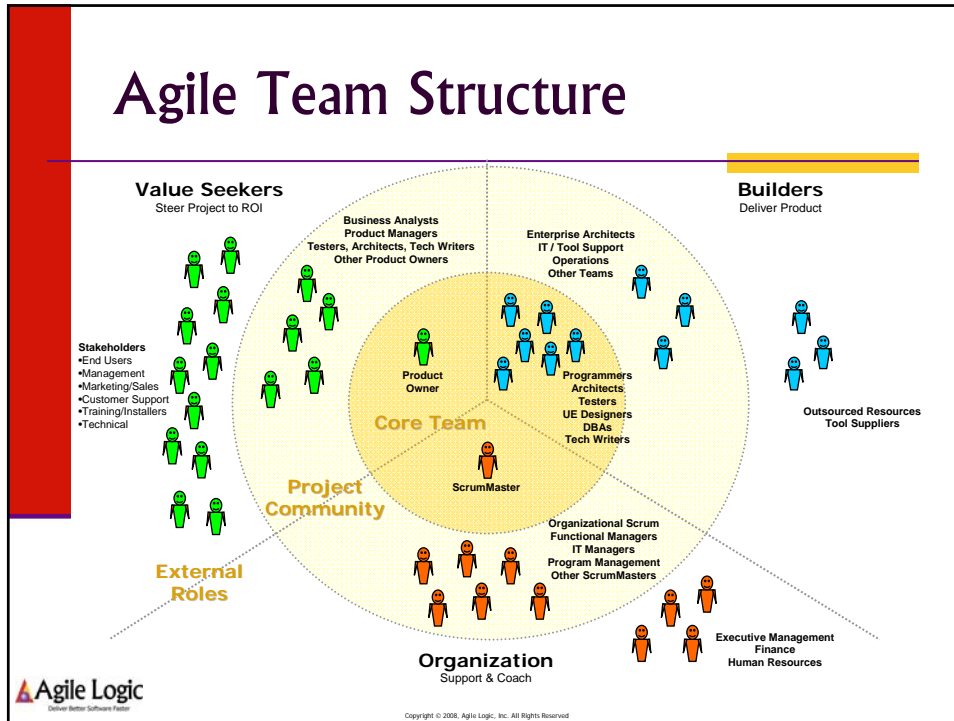 Agile Team Structure
Value Seekers
Steer Project to ROI
Builders
Deliver Product
Business Analysts
Product Managers
Testers, Architects, Tech Writers
Other Product Owners
Enterprise Architects
IT / Tool Support
Operations
Other Teams
Stakeholders
•End Users
•Management
•Marketing/Sales
•Customer Support
•Training/Installers
•Technical
Product
Owner
Programmers
Architects
Testers
UE Designers
DBAs
Tech Writers
Outsourced Resources
Tool Suppliers
Core Team
ScrumMaster
Project
Community
Organizational Scrum
Functional Managers
IT Managers
Program Management
Other ScrumMasters
External
Roles
Executive Management
Finance
Human Resources
Organization
Support & Coach
Agile Logic
Deliver Better Software Faster
Copyright © 2008, Agile Logic, Inc. All Rights Reserved